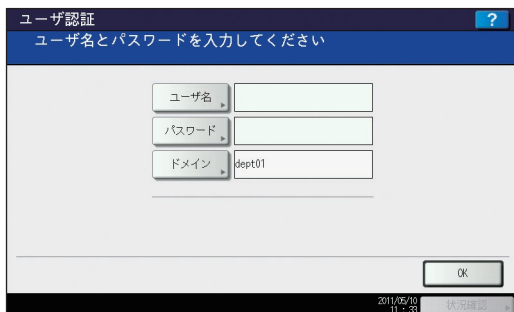 ユーザ認証
?
ユーザ名とパスワードを入力してください
ユーザ名
パスワード
ドメイン dept01
OK
2011/05/10
11 : 33
状況確認